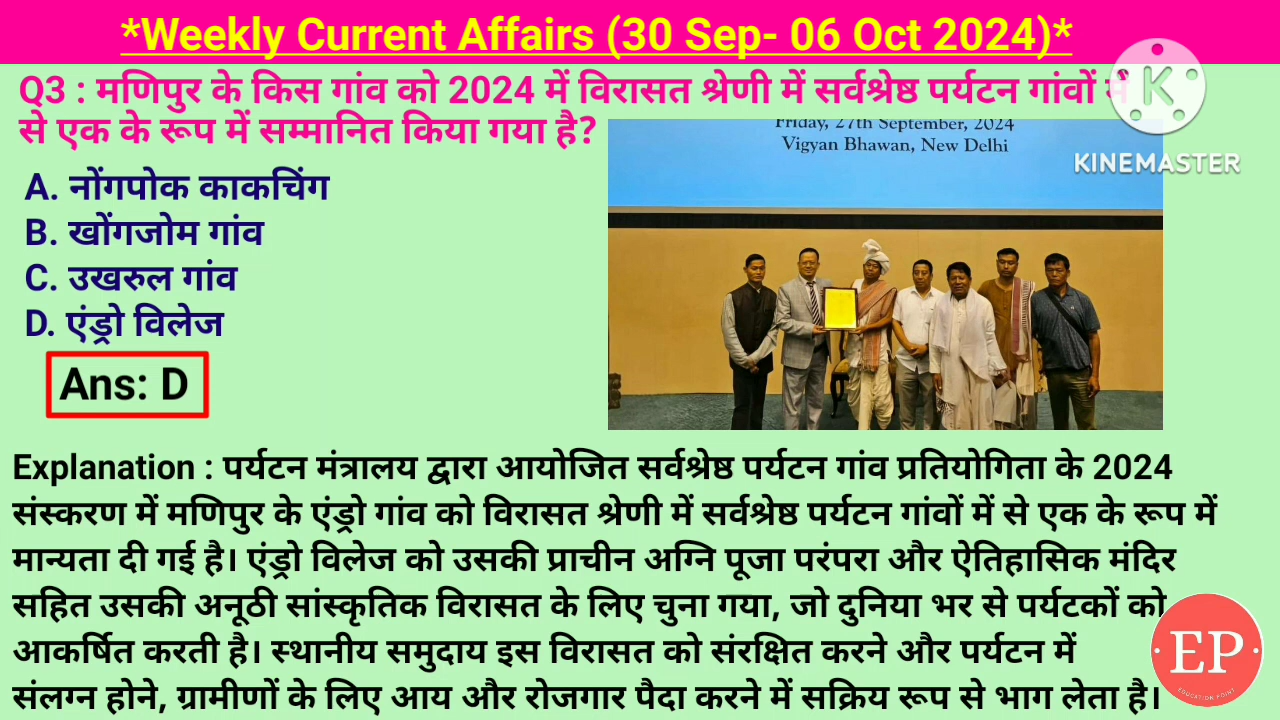 *Weekly Current Affairs (30 Sep- 06 Oct 2024)*
Q3 : मणिपुर के किस गांव को 2024 में विरासत श्रेणी में सर्वश्रेष्ठ पर्यटन गांवों में
से एक के रूप में सम्मानित किया गया है?
K
KINEMASTER
Friday, 27th September, 2024
Vigyan Bhawan, New Delhi
A. नोंगपोक काकचिंग
B. खोंगजोम गांव
C. उखरुल गांव
D. एंड्रो विलेज
Ans: D
Explanation : पर्यटन मंत्रालय द्वारा आयोजित सर्वश्रेष्ठ पर्यटन गांव प्रतियोगिता के 2024
संस्करण में मणिपुर के एंड्रो गांव को विरासत श्रेणी में सर्वश्रेष्ठ पर्यटन गांवों में से एक के रूप में
मान्यता दी गई है। एंड्रो विलेज को उसकी प्राचीन अग्नि पूजा परंपरा और ऐतिहासिक मंदिर
सहित उसकी अनूठी सांस्कृतिक विरासत के लिए चुना गया, जो दुनिया भर से पर्यटकों को
आकर्षित करती है। स्थानीय समुदाय इस विरासत को संरक्षित करने और पर्यटन में
संलग्न होने, ग्रामीणों के लिए आय और रोजगार पैदा करने में सक्रिय रूप से भाग लेता है।
EP
EDUCATION POINT